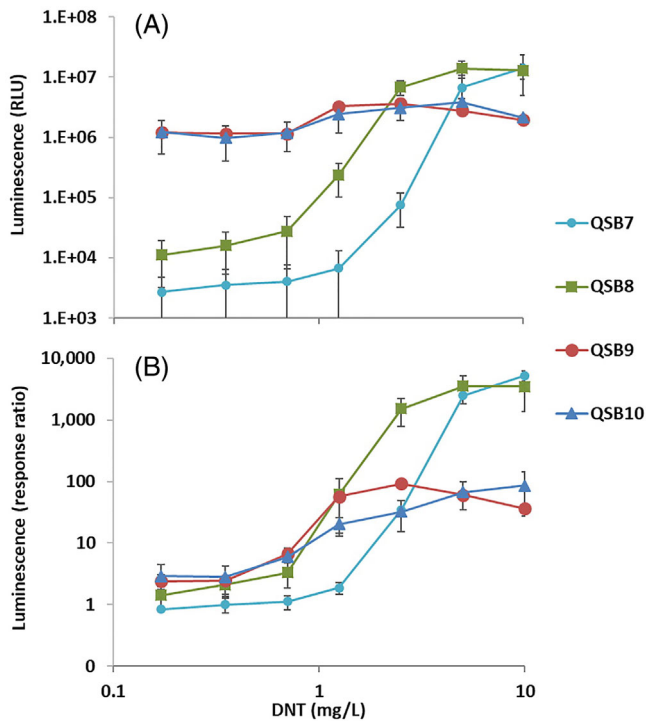 (A)
Luminescence (RLU)
1.E+08
1.E+07
1.E+06
1.E+05
1.E+04
1.E+03
QSB7
QSB8
QSB9
QSB10
(B)
Luminescence (response ratio)
10,000
1,000
100
10
1
0
0.1
1
10
DNT (mg/L)